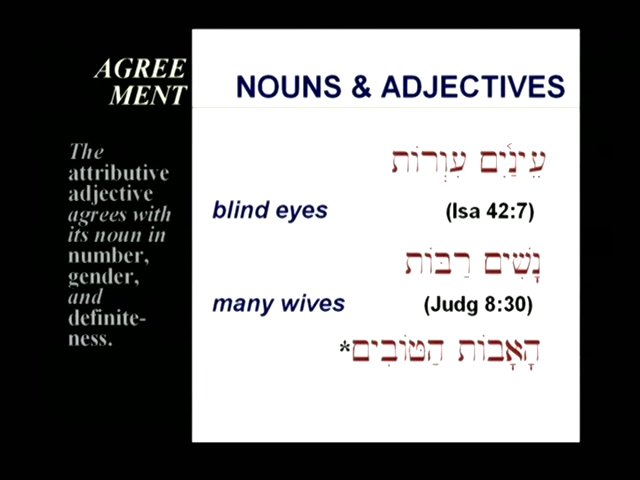 AGREE
MENT
The
attributive
adjective
agrees with
its noun in
number,
gender,
and
definite-
ness.
NOUNS & ADJECTIVES
עֵינַ֫יִם עִוְרוֹת
blind eyes (Isa 42:7)
נָשִׁים רַבּוֹת
many wives (Judg 8:30)
הָאָבוֹת הַטּוֹבִים*